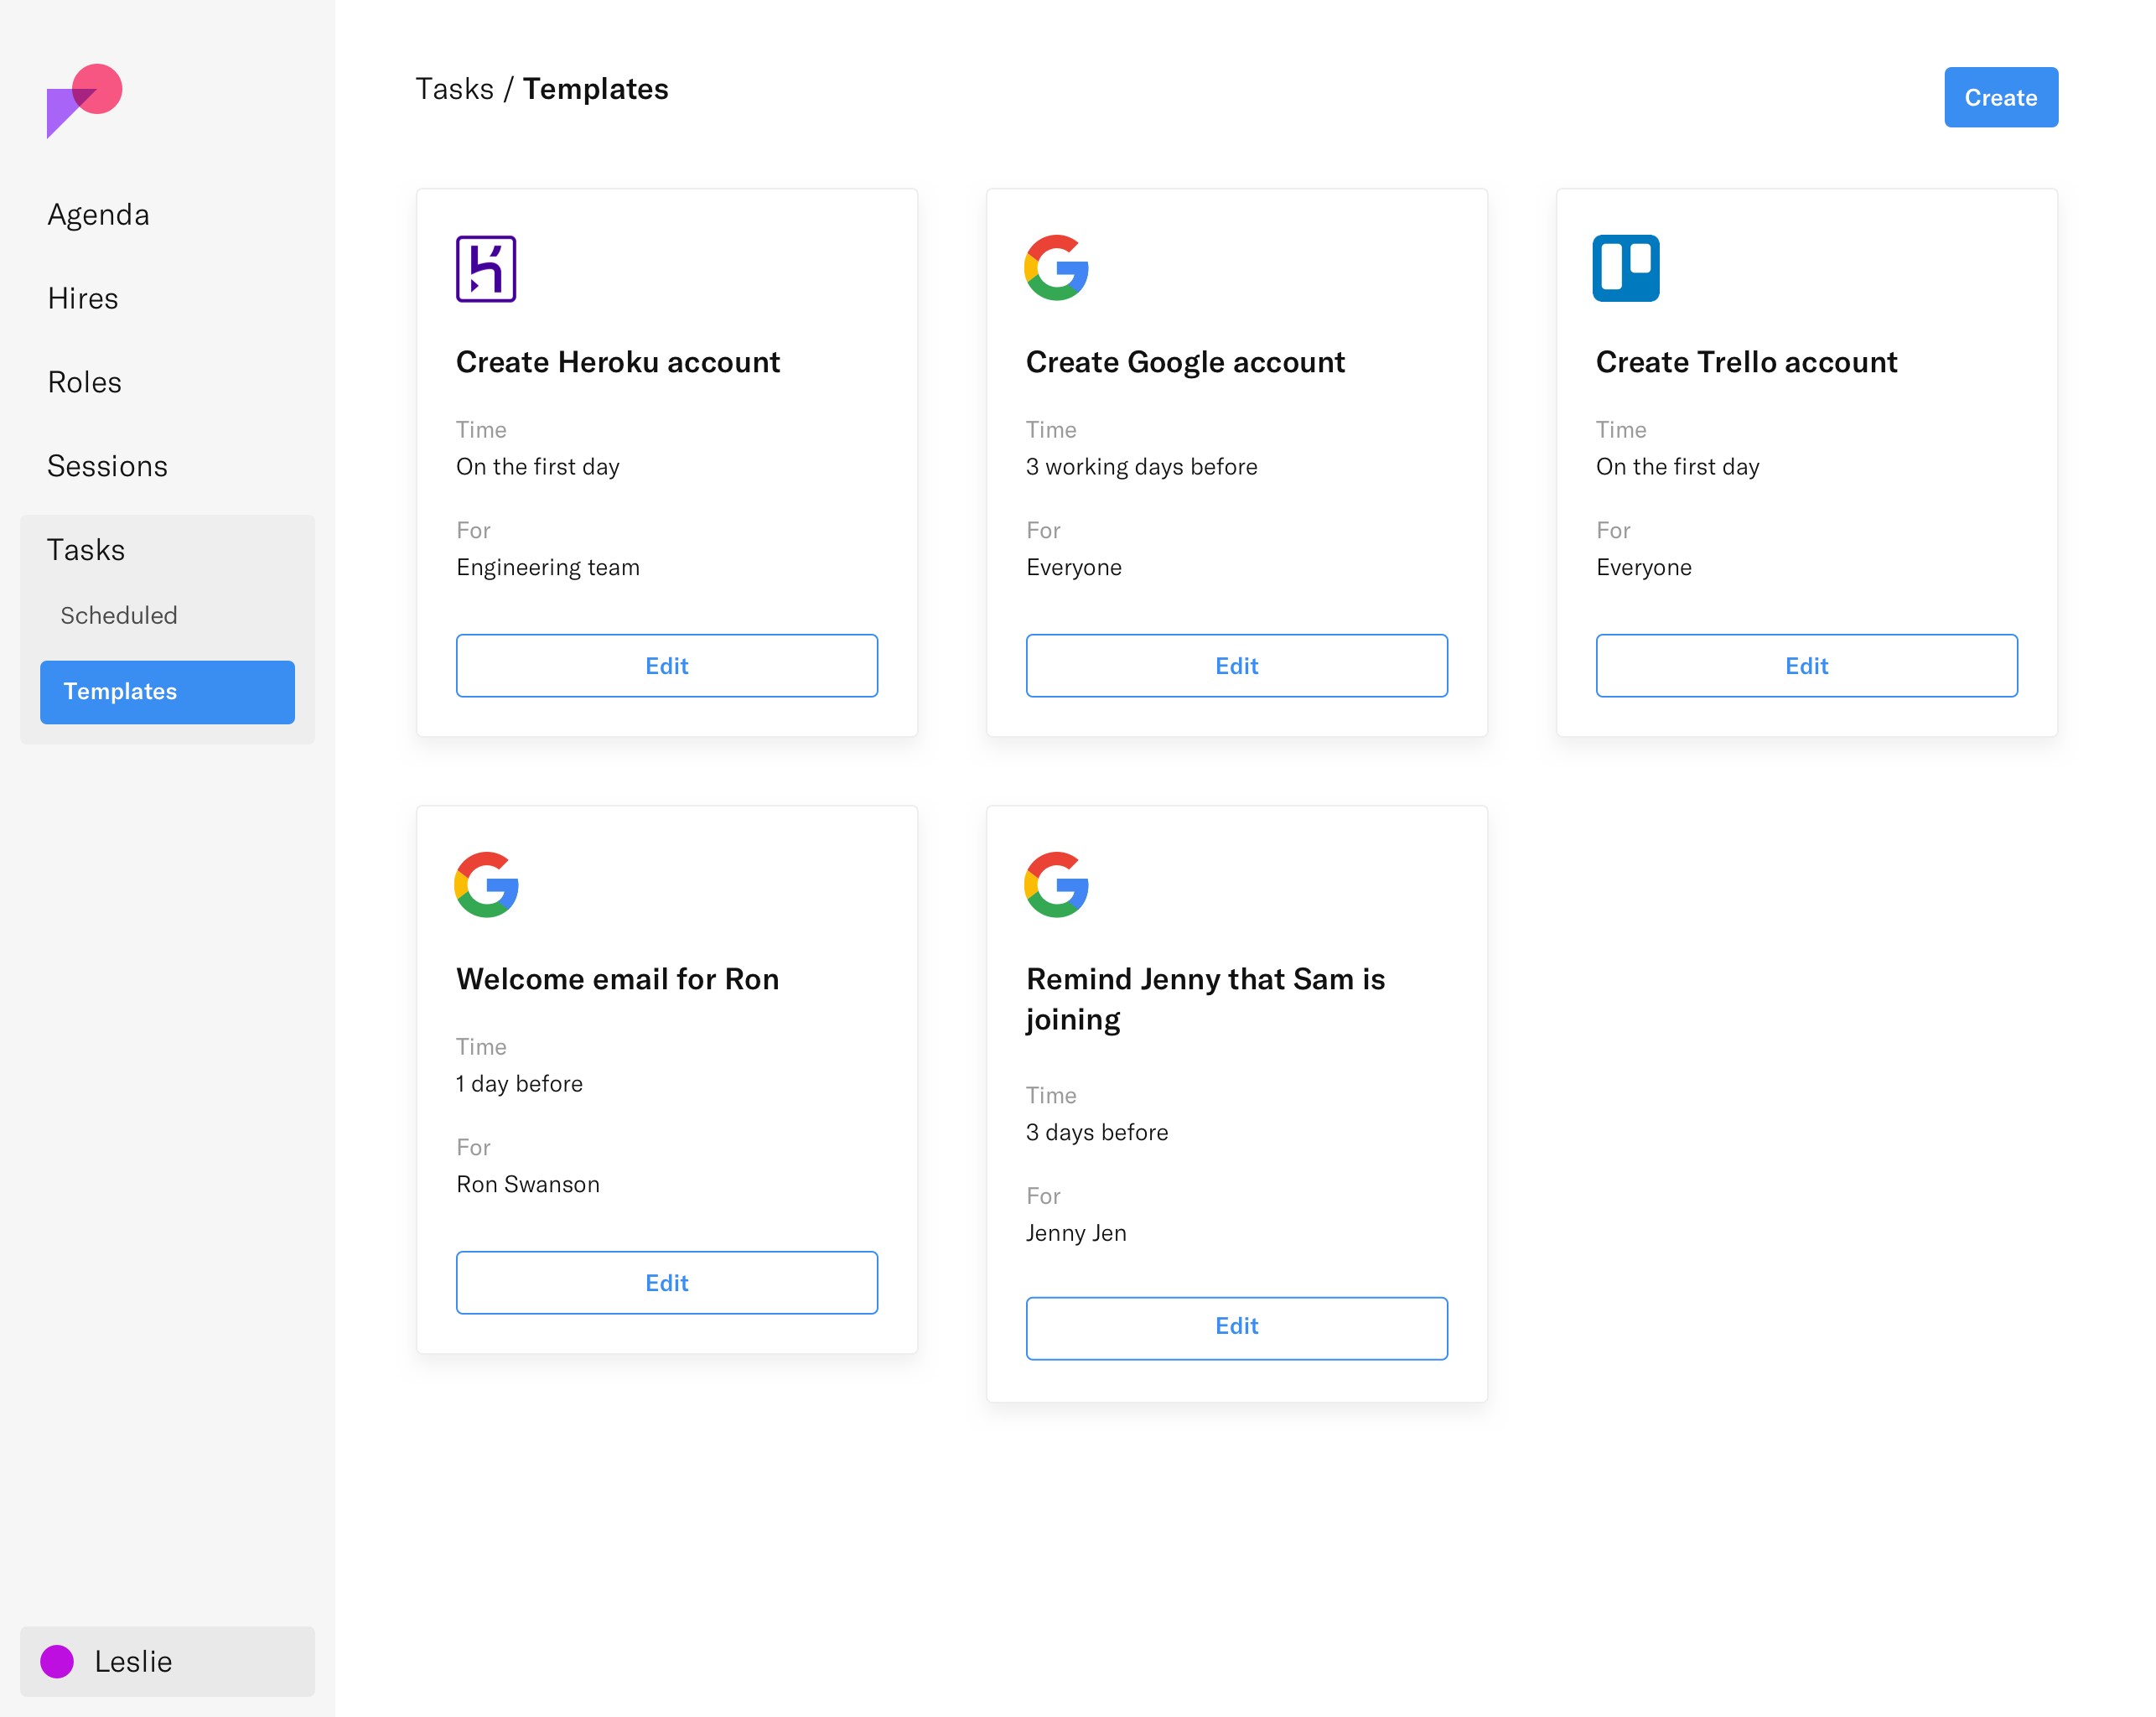 Agenda
Hires
Roles
Sessions
Tasks
Scheduled
Templates
Leslie
Tasks / Templates
Create
Create Heroku account
Time
On the first day
For
Engineering team
Edit
Create Google account
Time
3 working days before
For
Everyone
Edit
Create Trello account
Time
On the first day
For
Everyone
Edit
Welcome email for Ron
Time
1 day before
For
Ron Swanson
Edit
Remind Jenny that Sam is
joining
Time
3 days before
For
Jenny Jen
Edit